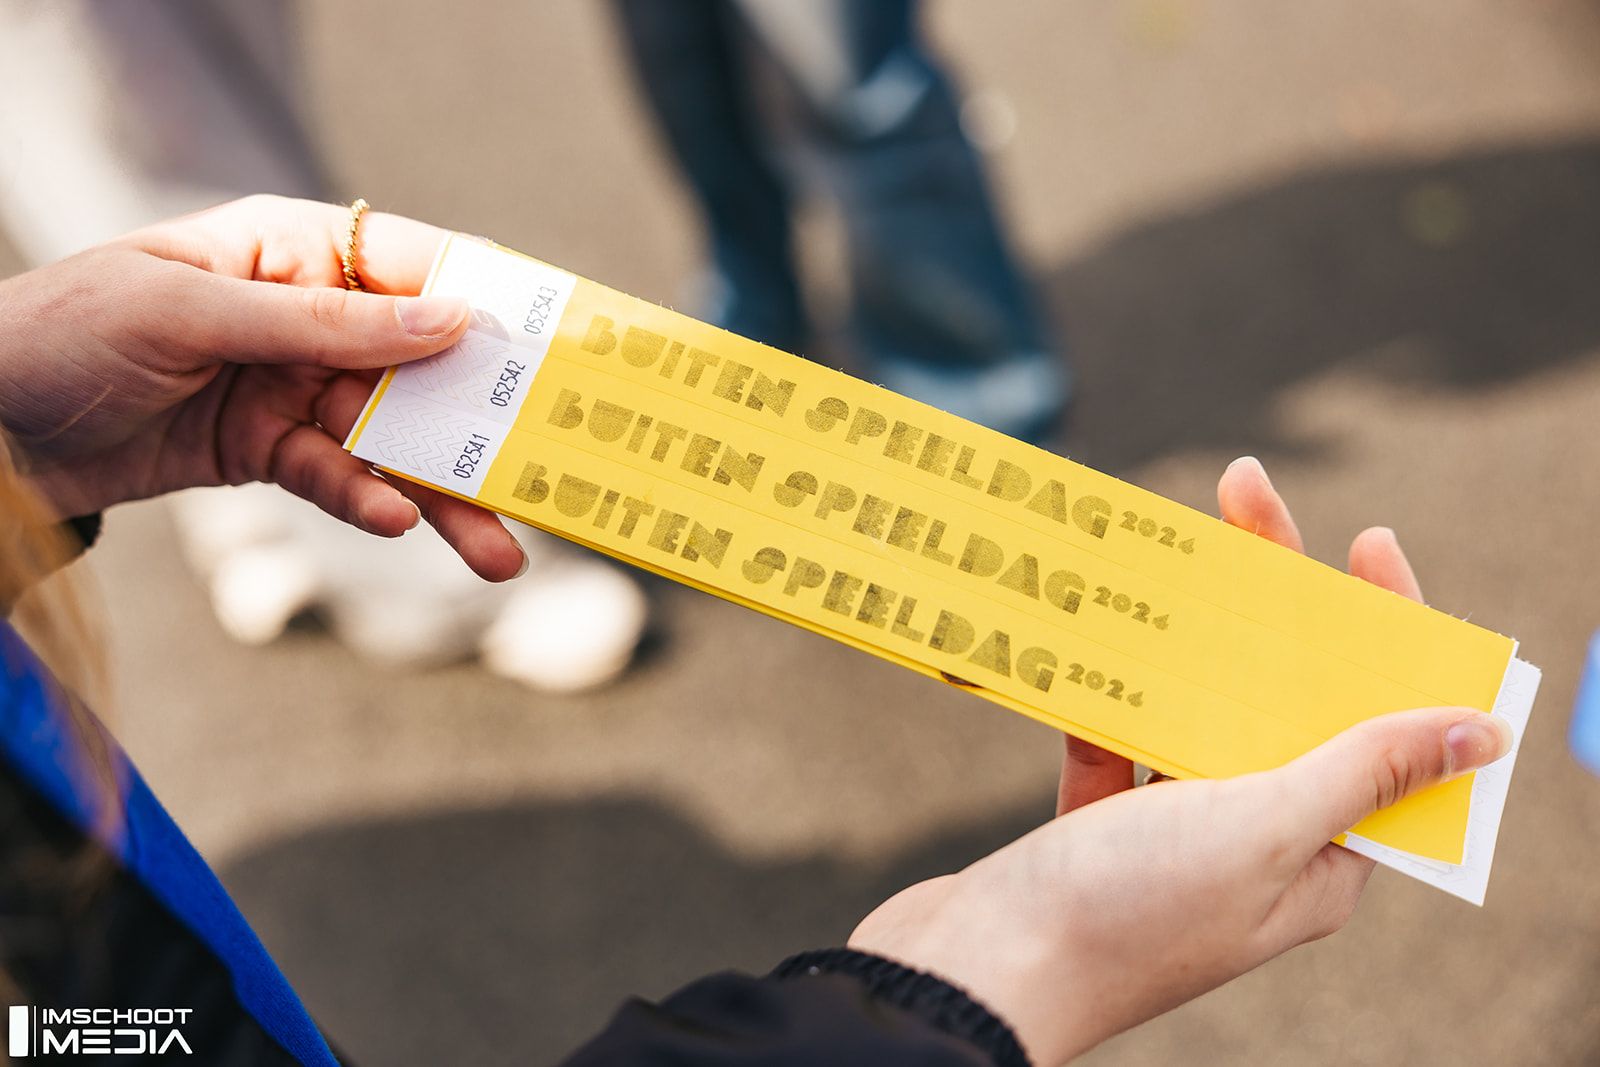 052543
BUITEN SPEELDAG 2024
052542
BUITEN SPEELDAG 2024
052541
BUITEN SPEELDAG 2024
IMSCHOOT
MEDIA